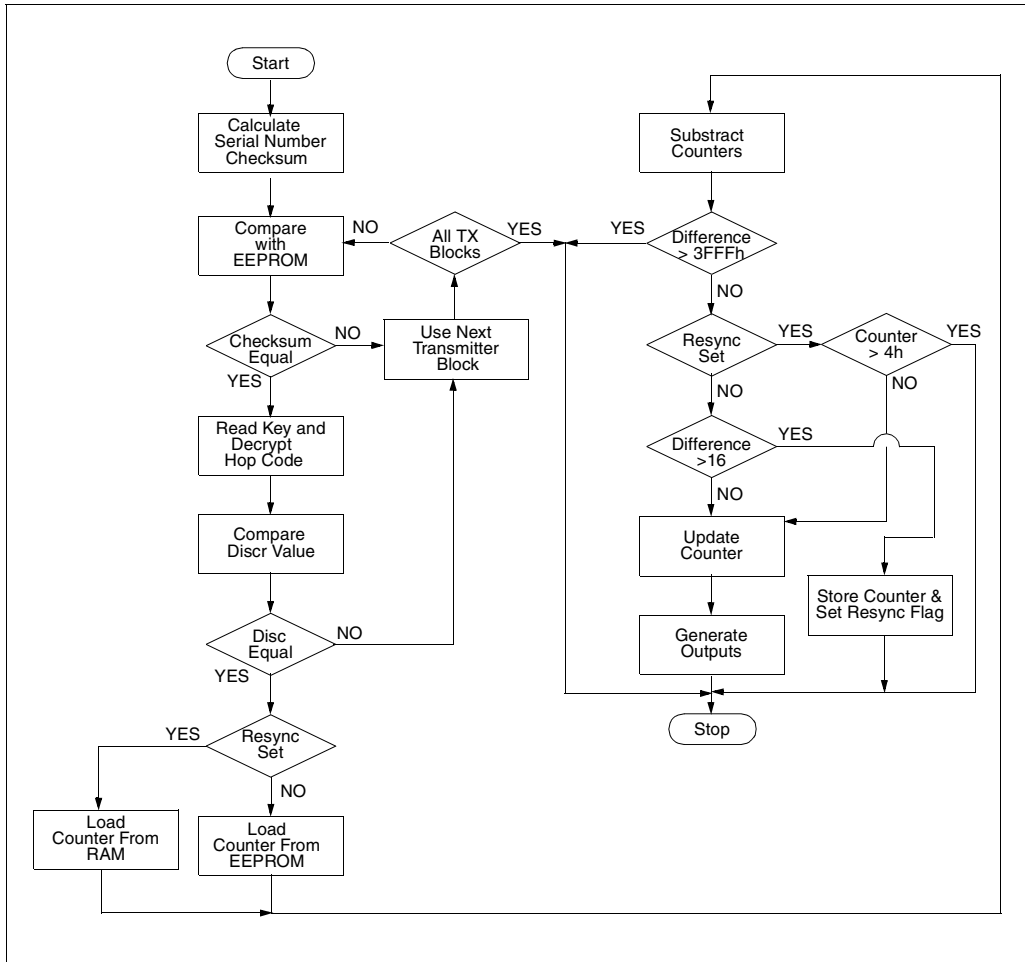 Start
Calculate
Serial Number
Checksum
Compare
with
EEPROM
NO
All TX
Blocks
YES
Checksum
Equal
NO
YES
Use Next
Transmitter
Block
Read Key and
Decrypt
Hop Code
Compare
Discr Value
Disc
Equal
NO
YES
Resync
Set
YES
NO
Load
Counter From
RAM
Load
Counter From
EEPROM
Substract
Counters
YES
Difference
> 3FFFh
NO
Resync
Set
YES
NO
Counter
> 4h
YES
NO
Difference
>16
YES
NO
Update
Counter
Store Counter &
Set Resync Flag
Generate
Outputs
Stop